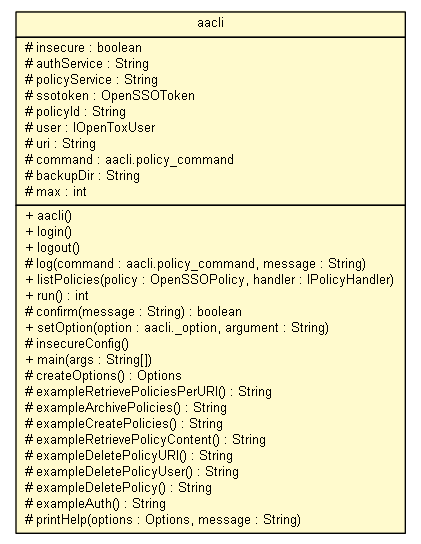 aacli
# insecure : boolean
# authService : String
# policyService : String
# ssotoken : OpenSSOToken
# policyId : String
# user : IOpenToxUser
# uri : String
# command : aacli.policy_command
# backupDir : String
# max : int
+ aacli()
+ login()
+ logout()
# log(command : aacli.policy_command, message : String)
+ listPolicies(policy : OpenSSOPolicy, handler : IPolicyHandler)
+ run() : int
# confirm(message : String) : boolean
+ setOption(option : aacli._option, argument : String)
# insecureConfig()
+ main(args : String[])
# createOptions() : Options
# exampleRetrievePoliciesPerURI() : String
# exampleArchivePolicies() : String
# exampleCreatePolicies() : String
# exampleRetrievePolicyContent() : String
# exampleDeletePolicyURI() : String
# exampleDeletePolicyUser() : String
# exampleDeletePolicy() : String
# exampleAuth() : String
# printHelp(options : Options, message : String)